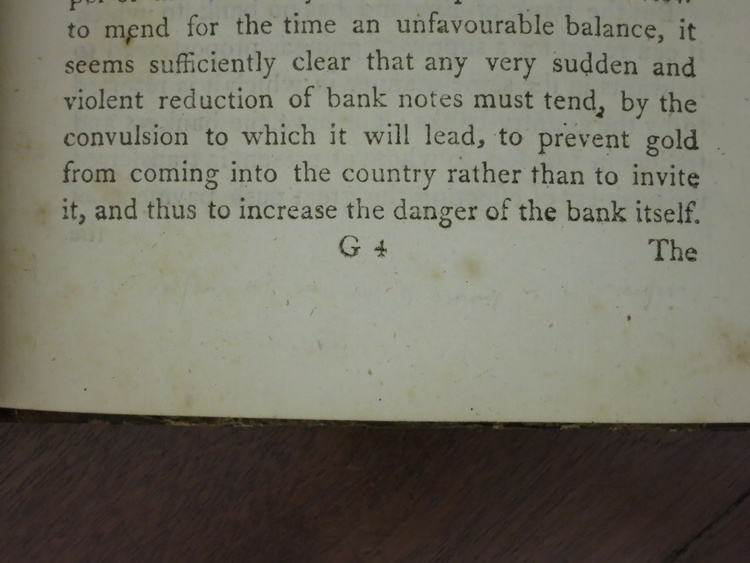 to mend for the time an unfavourable balance, it
seems sufficiently clear that any very sudden and
violent reduction of bank notes must tend, by the
convulsion to which it will lead, to prevent gold
from coming into the country rather than to invite
it, and thus to increase the danger of the bank itself.
G 4 The